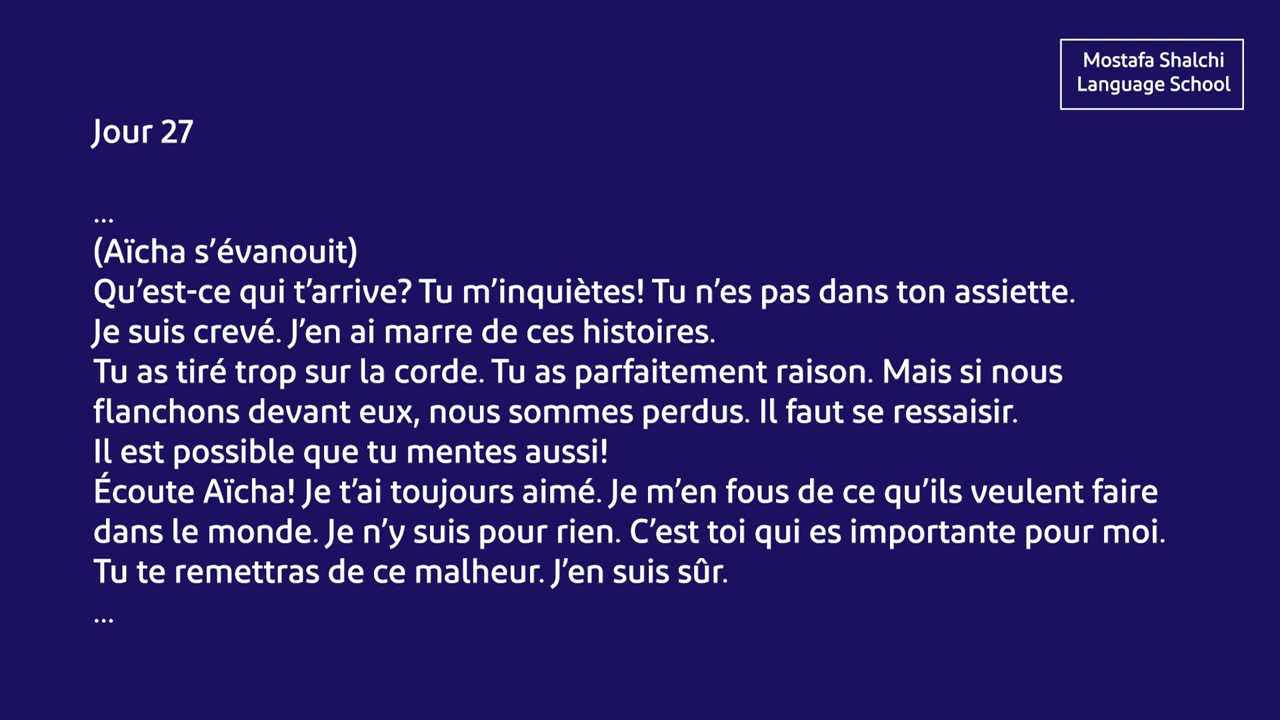 Mostafa Shalchi
Language School
Jour 27
...
(Aïcha s’évanouit)
Qu’est-ce qui t’arrive? Tu m’inquiètes! Tu n’es pas dans ton assiette.
Je suis crevé. J’en ai marre de ces histoires.
Tu as tiré trop sur la corde. Tu as parfaitement raison. Mais si nous
flanchons devant eux, nous sommes perdus. Il faut se ressaisir.
Il est possible que tu mentes aussi!
Écoute Aïcha! Je t’ai toujours aimé. Je m’en fous de ce qu’ils veulent faire
dans le monde. Je n’y suis pour rien. C’est toi qui es importante pour moi.
Tu te remettras de ce malheur. J’en suis sûr.
...